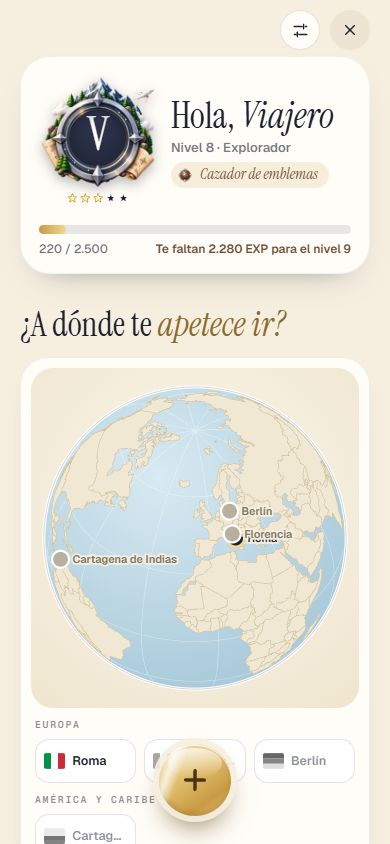 V
Hola, Viajero
Nivel 8 · Explorador
Cazador de emblemas
220 / 2.500
Te faltan 2.280 EXP para el nivel 9
¿A dónde te apetece ir?
Berlín
Florencia
Cartagena de Indias
EUROPA
Roma
Berlín
AMÉRICA Y CARIBE
Cartag...